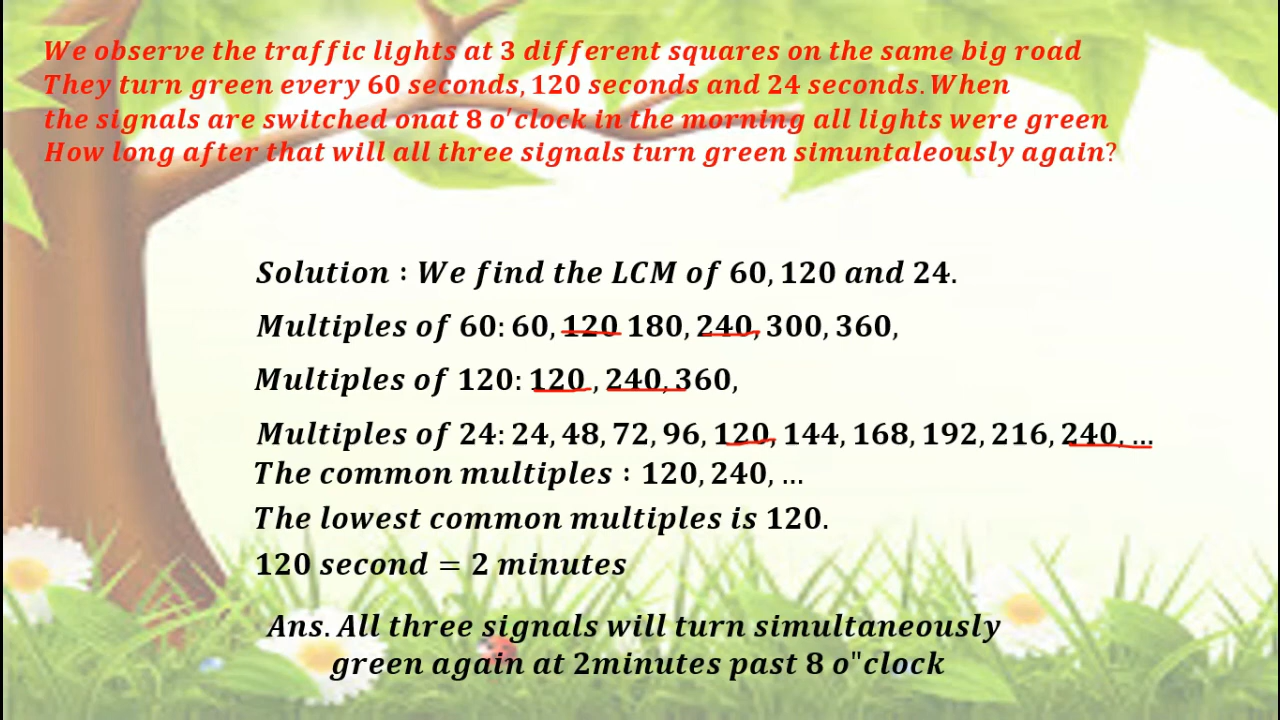 We observe the traffic lights at 3 different squares on the same big road
They turn green every 60 seconds, 120 seconds and 24 seconds. When
the signals are switched onat 8 o'clock in the morning all lights were green
How long after that will all three signals turn green simuntaleously again?
Solution : We find the LCM of 60, 120 and 24.
Multiples of 60: 60, 120 180, 240, 300, 360,
Multiples of 120: 120 , 240, 360,
Multiples of 24: 24, 48, 72, 96, 120, 144, 168, 192, 216, 240, ...
The common multiples : 120, 240, ...
The lowest common multiples is 120.
120 second = 2 minutes
Ans. All three signals will turn simultaneously
green again at 2minutes past 8 o"clock